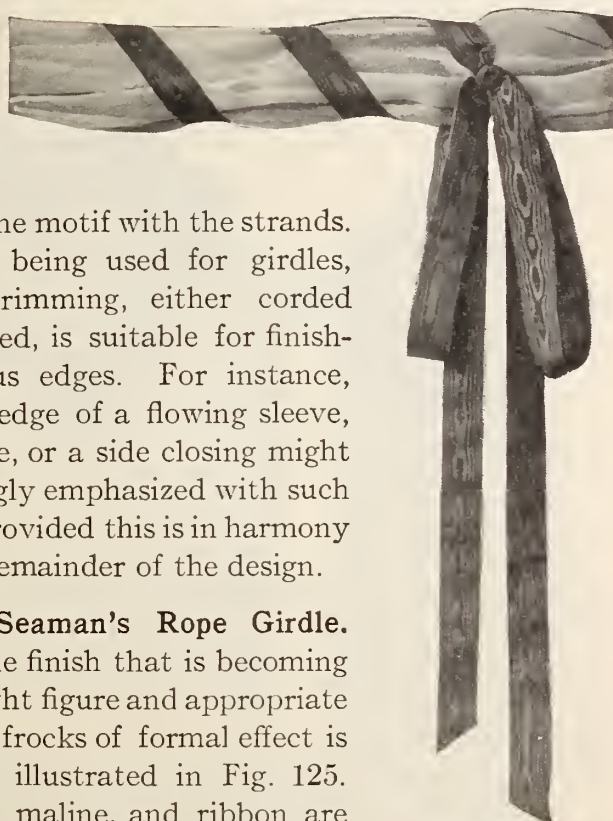 ne motif with the strands.
being used for girdles,
rimming, either corded
ed, is suitable for finish-
us edges. For instance,
edge of a flowing sleeve,
e, or a side closing might
gly emphasized with such
rovided this is in harmony
emainder of the design.
Seaman's Rope Girdle.
e finish that is becoming
ht figure and appropriate
frocks of formal effect is
illustrated in Fig. 125.
maline, and ribbon are